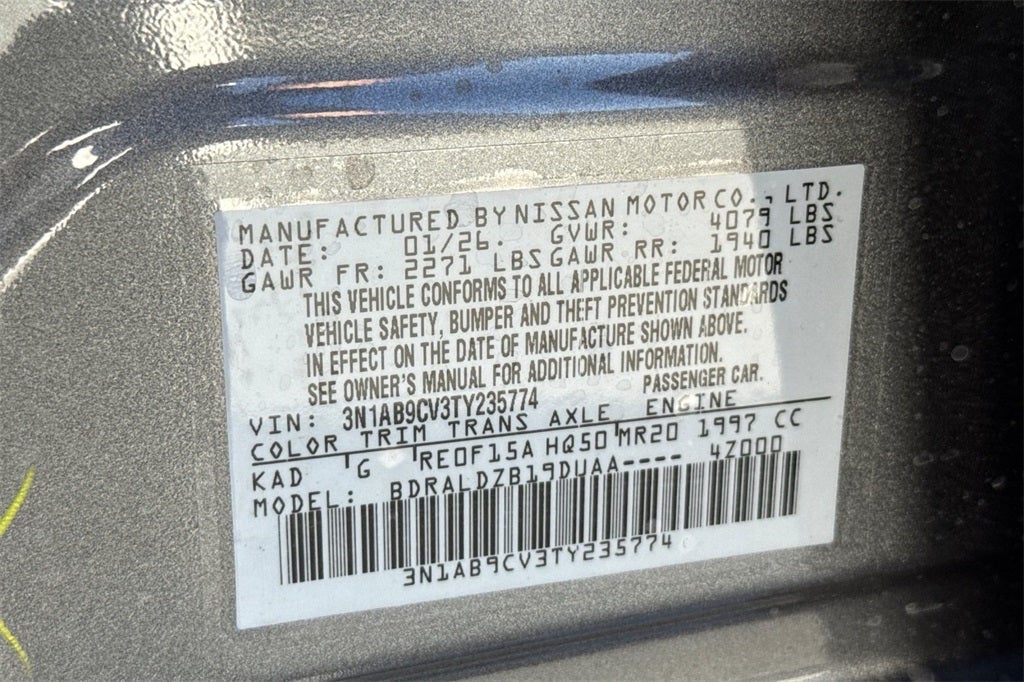 MANUFACTURED BY NISSAN MOTOR CO., LTD.
DATE: 01/26. GVWR: 4079 LBS
GAWR FR: 2271 LBS GAWR RR: 1940 LBS
THIS VEHICLE CONFORMS TO ALL APPLICABLE FEDERAL MOTOR
VEHICLE SAFETY, BUMPER AND THEFT PREVENTION STANDARDS
IN EFFECT ON THE DATE OF MANUFACTURE SHOWN ABOVE.
SEE OWNER'S MANUAL FOR ADDITIONAL INFORMATION.
VIN: 3N1AB9CV3TY235774 PASSENGER CAR.
COLOR TRIM TRANS AXLE ENGINE
KAD G RE0F15A HQ50 MR20 1997 CC
MODEL: BDRALDZB19DUAA---- 4Z000
3N1AB9CV3TY235774